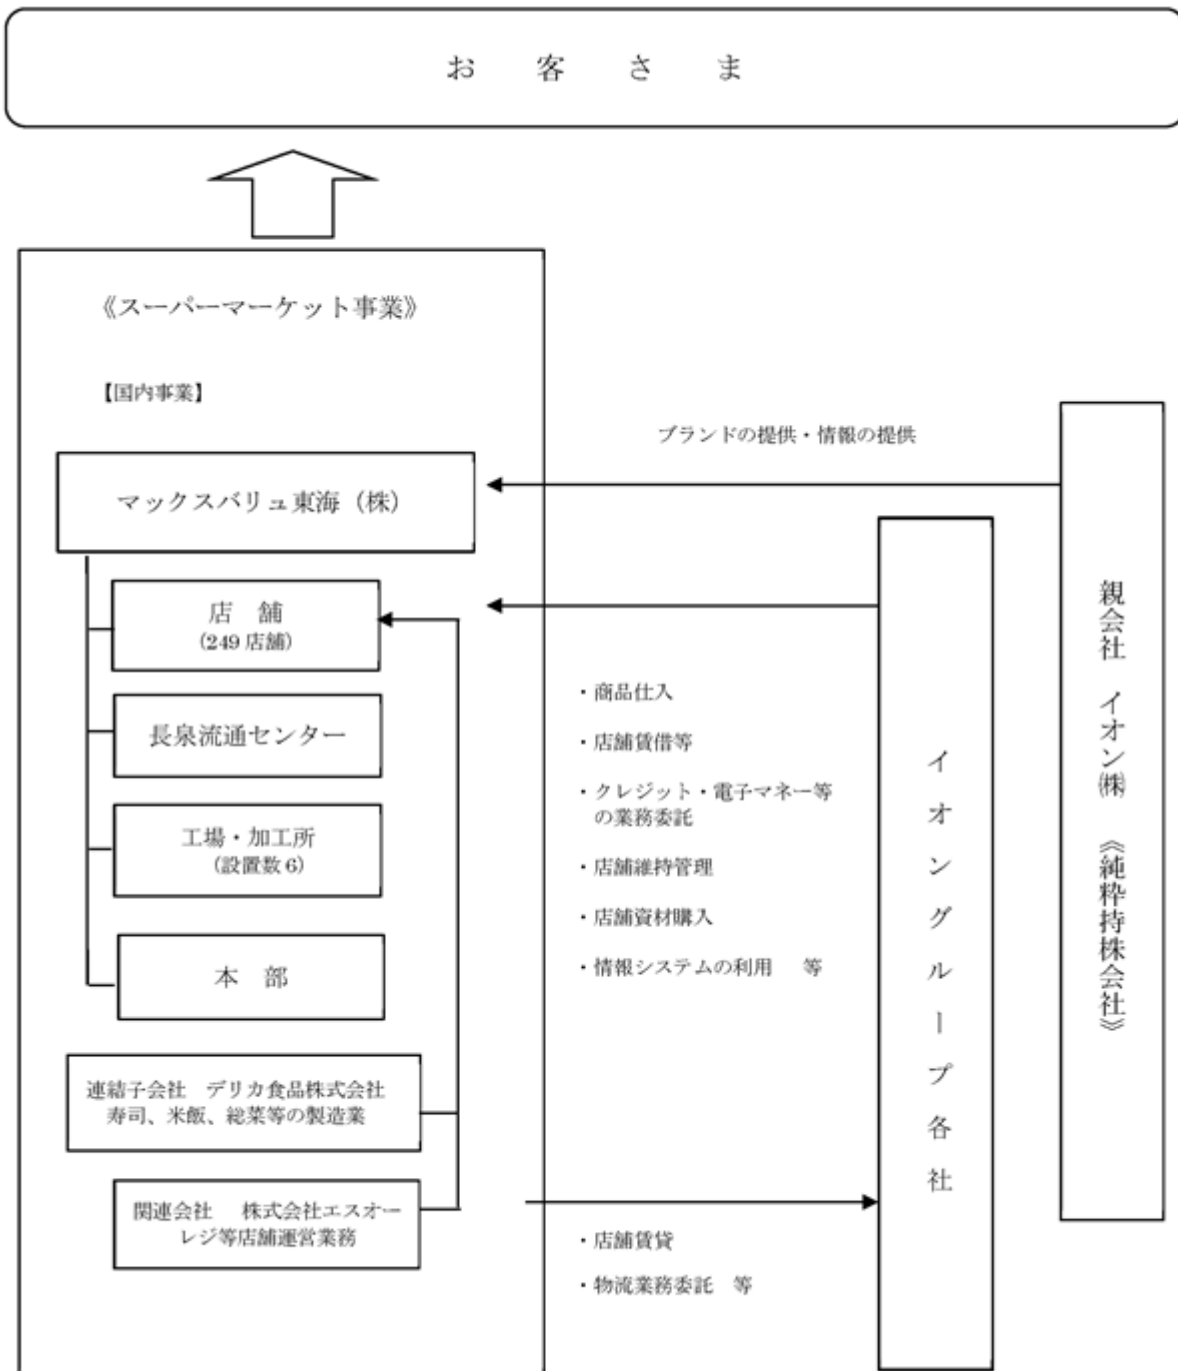 お 客 さ ま
《スーパーマーケット事業》
【国内事業】
マックスバリュ東海（株）
店 舗
(249 店舗)
長泉流通センター
工場・加工所
(設置数 6)
本 部
連結子会社 デリカ食品株式会社
寿司、米飯、総菜等の製造業
関連会社 株式会社エスオー
レジ等店舗運営業務
ブランドの提供・情報の提供
・商品仕入
・店舗賃借等
・クレジット・電子マネー等
の業務委託
・店舗維持管理
・店舗資材購入
・情報システムの利用 等
・店舗賃貸
・物流業務委託 等
イオングループ各社
親会社 イオン㈱ 《純粋持株会社》